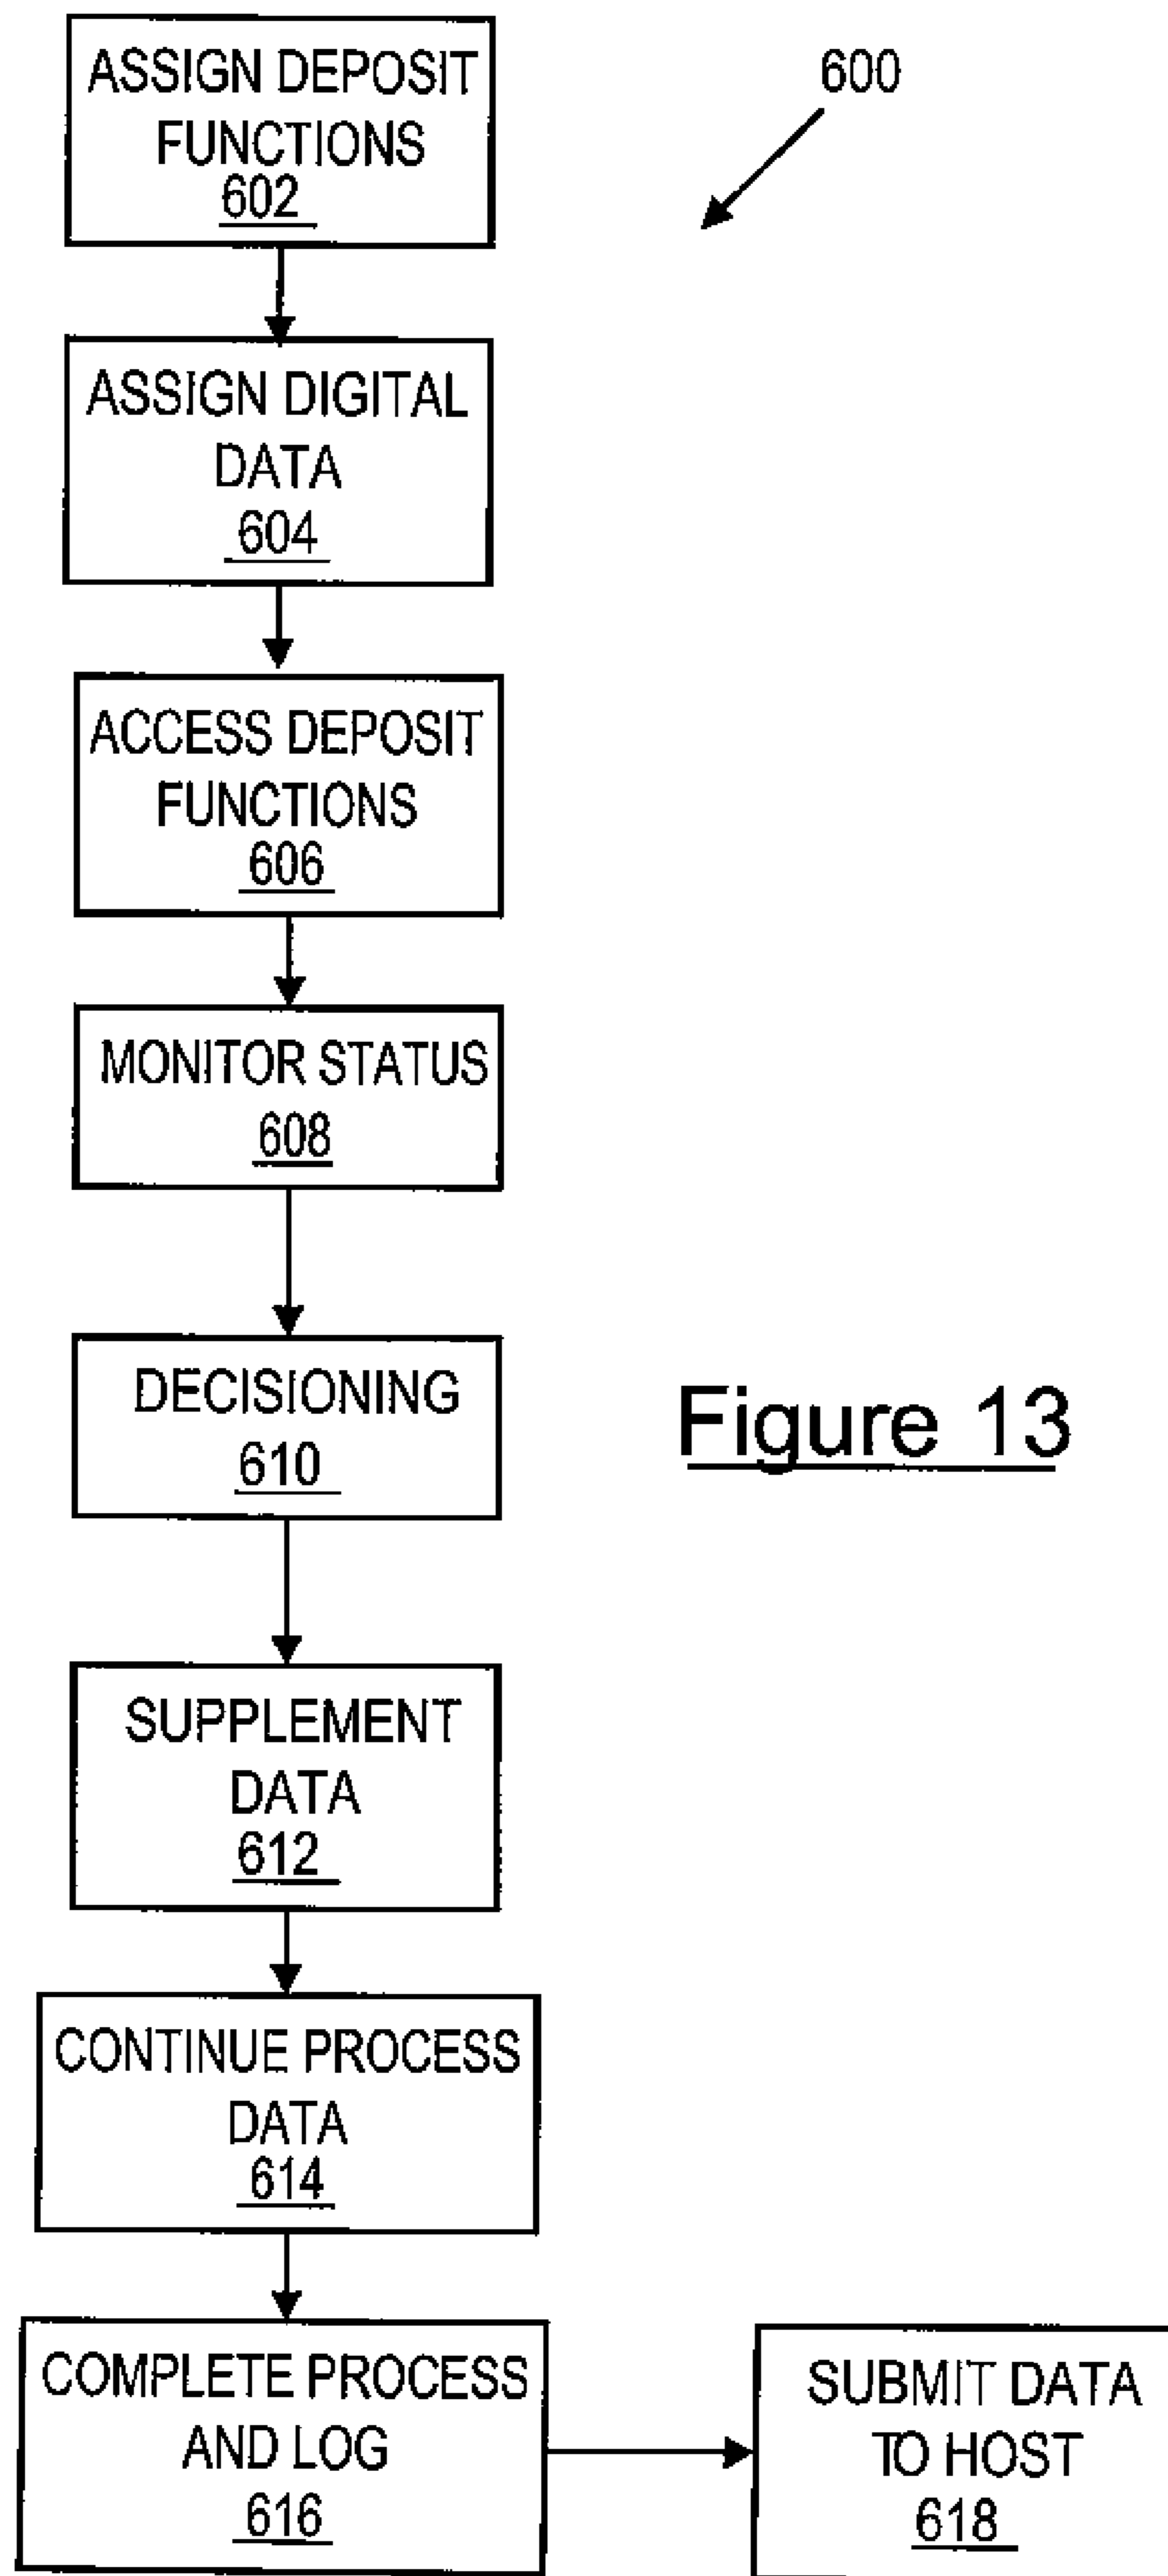 ASSIGN DEPOSIT
FUNCTIONS
602
600
ASSIGN DIGITAL
DATA
604
ACCESS DEPOSIT
FUNCTIONS
606
MONITOR STATUS
608
DECISIONING
610
Figure 13
SUPPLEMENT
DATA
612
CONTINUE PROCESS
DATA
614
COMPLETE PROCESS
AND LOG
616
SUBMIT DATA
TO HOST
618